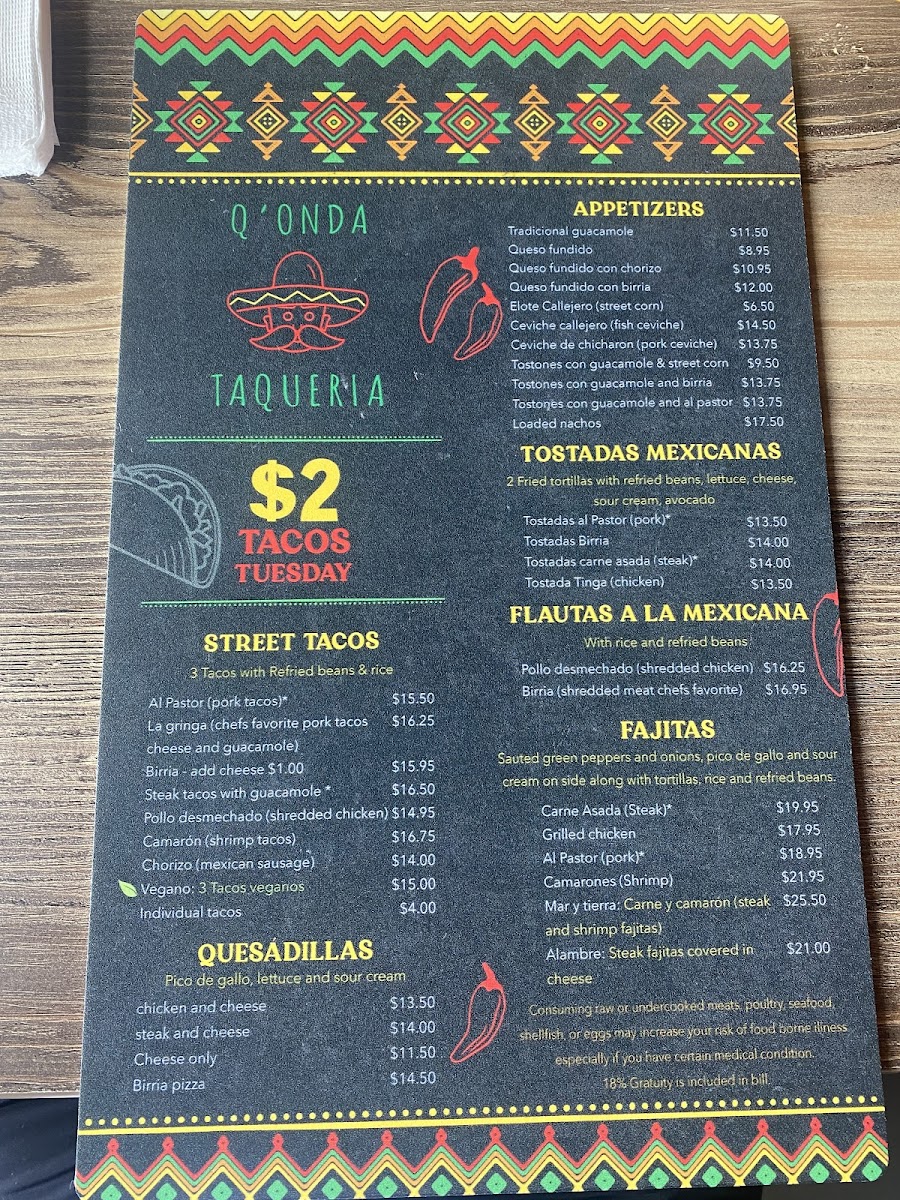 Q'ONDA
TAQUERIA
$2
TACOS
TUESDAY
STREET TACOS
3 Tacos with Refried beans & rice
Al Pastor (pork tacos)* $15.50
La gringa (chefs favorite pork tacos $16.25
cheese and guacamole)
Birria - add cheese $1.00 $15.95
Steak tacos with guacamole * $16.50
Pollo desmechado (shredded chicken) $14.95
Camarón (shrimp tacos) $16.75
Chorizo (mexican sausage) $14.00
Vegano: 3 Tacos veganos $15.00
Individual tacos $4.00
QUESADILLAS
Pico de gallo, lettuce and sour cream
chicken and cheese $13.50
steak and cheese $14.00
Cheese only $11.50
Birria pizza $14.50
APPETIZERS
Tradicional guacamole $11.50
Queso fundido $8.95
Queso fundido con chorizo $10.95
Queso fundido con birria $12.00
Elote Callejero (street corn) $6.50
Ceviche callejero (fish ceviche) $14.50
Ceviche de chicharon (pork ceviche) $13.75
Tostones con guacamole & street corn $9.50
Tostones con guacamole and birria $13.75
Tostones con guacamole and al pastor $13.75
Loaded nachos $17.50
TOSTADAS MEXICANAS
2 Fried tortillas with refried beans, lettuce, cheese,
sour cream, avocado
Tostadas al Pastor (pork)* $13.50
Tostadas Birria $14.00
Tostadas carne asada (steak)* $14.00
Tostada Tinga (chicken) $13.50
FLAUTAS A LA MEXICANA
With rice and refried beans
Pollo desmechado (shredded chicken) $16.25
Birria (shredded meat chefs favorite) $16.95
FAJITAS
Sauted green peppers and onions, pico de gallo and sour
cream on side along with tortillas, rice and refried beans.
Carne Asada (Steak)* $19.95
Grilled chicken $17.95
Al Pastor (pork)* $18.95
Camarones (Shrimp) $21.95
Mar y tierra: Carne y camarón (steak $25.50
and shrimp fajitas)
Alambre: Steak fajitas covered in $21.00
cheese
Consuming raw or undercooked meats, poultry, seafood,
shellfish, or eggs may increase your risk of food borne illness
especially if you have certain medical condition.
18% Gratuity is included in bill.